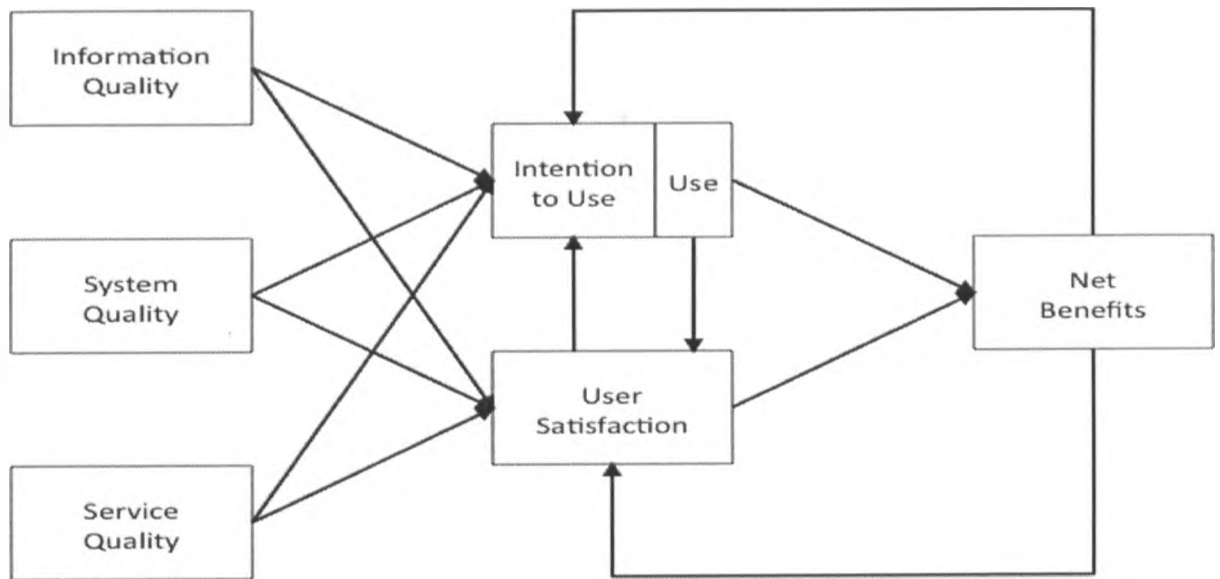 Information
Quality
System
Quality
Service
Quality
Intention
to Use
Use
User
Satisfaction
Net
Benefits